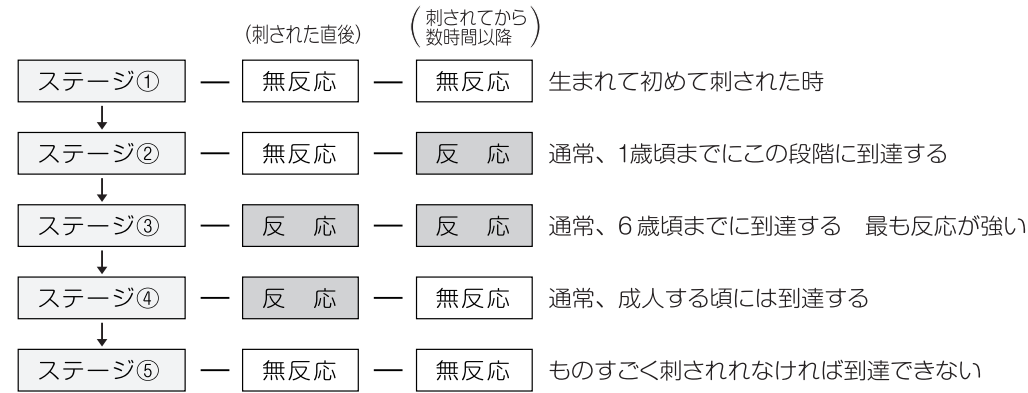 (刺された直後)
(刺されてから
数時間以降)
ステージ① 無反応 無反応 生まれて初めて刺された時
ステージ② 無反応 反 応 通常、1歳頃までにこの段階に到達する
ステージ③ 反 応 反 応 通常、6歳頃までに到達する 最も反応が強い
ステージ④ 反 応 無反応 通常、成人する頃には到達する
ステージ⑤ 無反応 無反応 ものすごく刺されれなければ到達できない